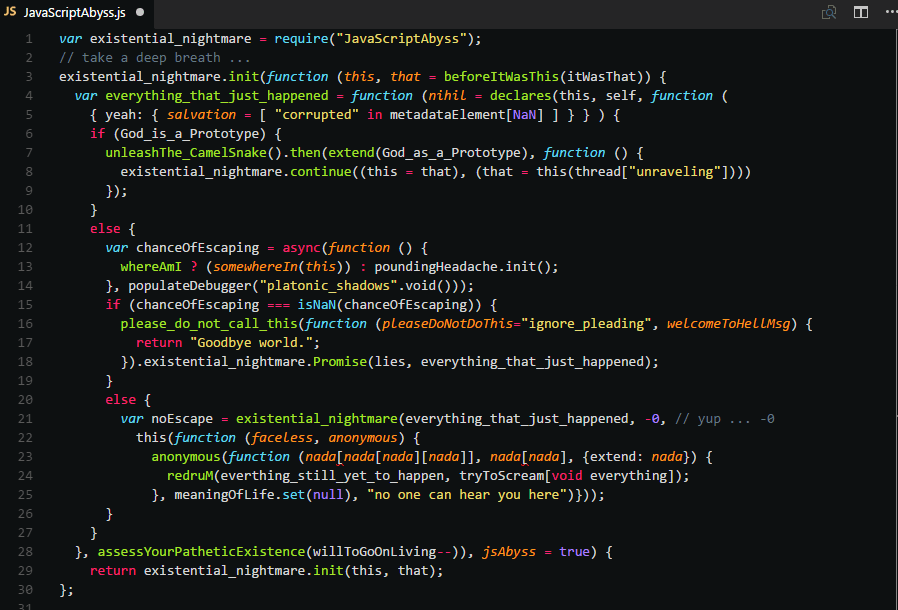 JS JavaScriptAbyss.js
1 var existential_nightmare = require("JavaScriptAbyss");
2 // take a deep breath ...
3 existential_nightmare.init(function (this, that = beforeItWasThis(itWasThat)) {
4 var everything_that_just_happened = function (nihil = declares(this, self, function (
5 { yeah: { salvation = [ "corrupted" in metadataElement[NaN] ] } } ) {
6 if (God_is_a_Prototype) {
7 unleashThe_CamelSnake().then(extend(God_as_a_Prototype), function () {
8 existential_nightmare.continue((this = that), (that = this(thread["unraveling"])))
9 });
10 }
11 else {
12 var chanceOfEscaping = async(function () {
13 whereAmI ? (somewhereIn(this)) : poundingHeadache.init();
14 }, populateDebugger("platonic_shadows".void()));
15 if (chanceOfEscaping === isNaN(chanceOfEscaping)) {
16 please_do_not_call_this(function (pleaseDoNotDoThis="ignore_pleading", welcomeToHellMsg) {
17 return "Goodbye world.";
18 }).existential_nightmare.Promise(lies, everything_that_just_happened);
19 }
20 else {
21 var noEscape = existential_nightmare(everything_that_just_happened, -0, // yup ... -0
22 this(function (faceless, anonymous) {
23 anonymous(function (nada[nada[nada][nada]], nada[nada], {extend: nada}) {
24 redruM(everthing_still_yet_to_happen, tryToScream[void everything]);
25 }, meaningOfLife.set(null), "no one can hear you here")}));
26 }
27 }
28 }, assessYourPatheticExistence(willToGoOnLiving--)), jsAbyss = true) {
29 return existential_nightmare.init(this, that);
30 };
31